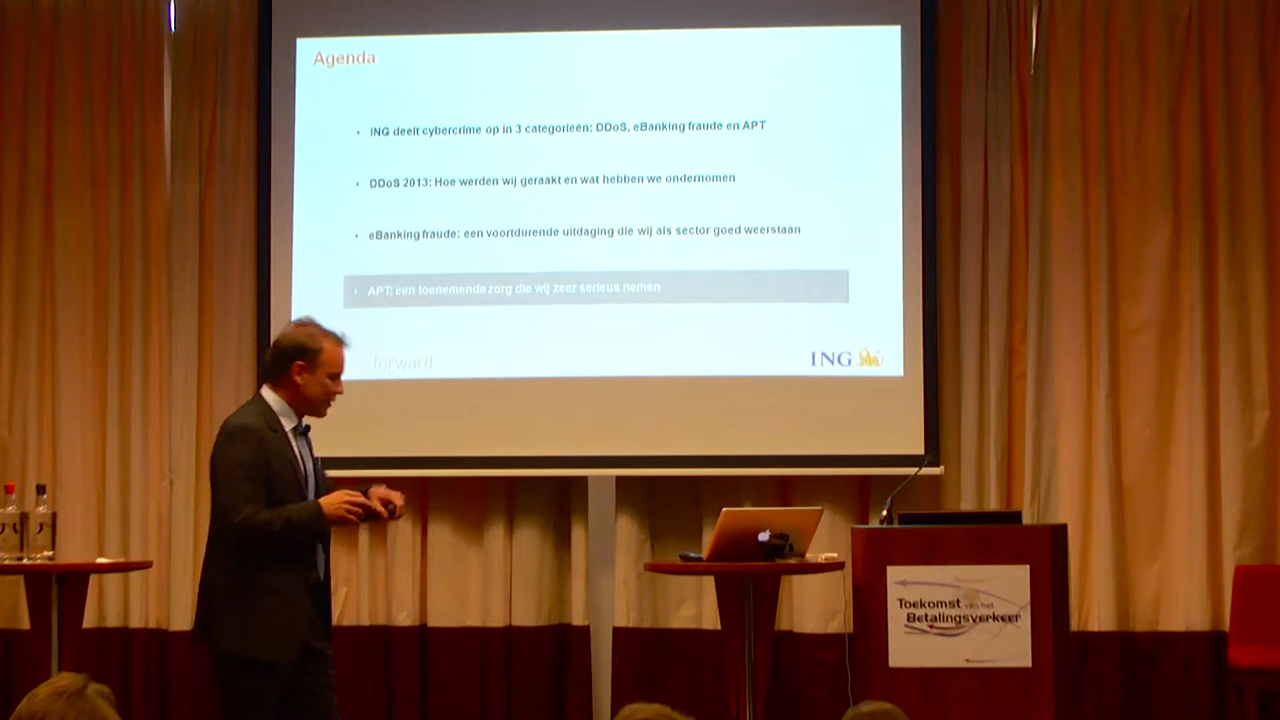 Agenda
• ING deelt cybercrime op in 3 categorieën: DDoS, eBanking fraude en APT
• DDoS 2013: Hoe werden wij geraakt en wat hebben we ondernomen
• eBanking fraude: een voortdurende uitdaging die wij als sector goed weerstaan
• APT: een toenemende zorg die wij zeer serieus nemen
forward
ING
Toekomst van het
Betalingsverkeer